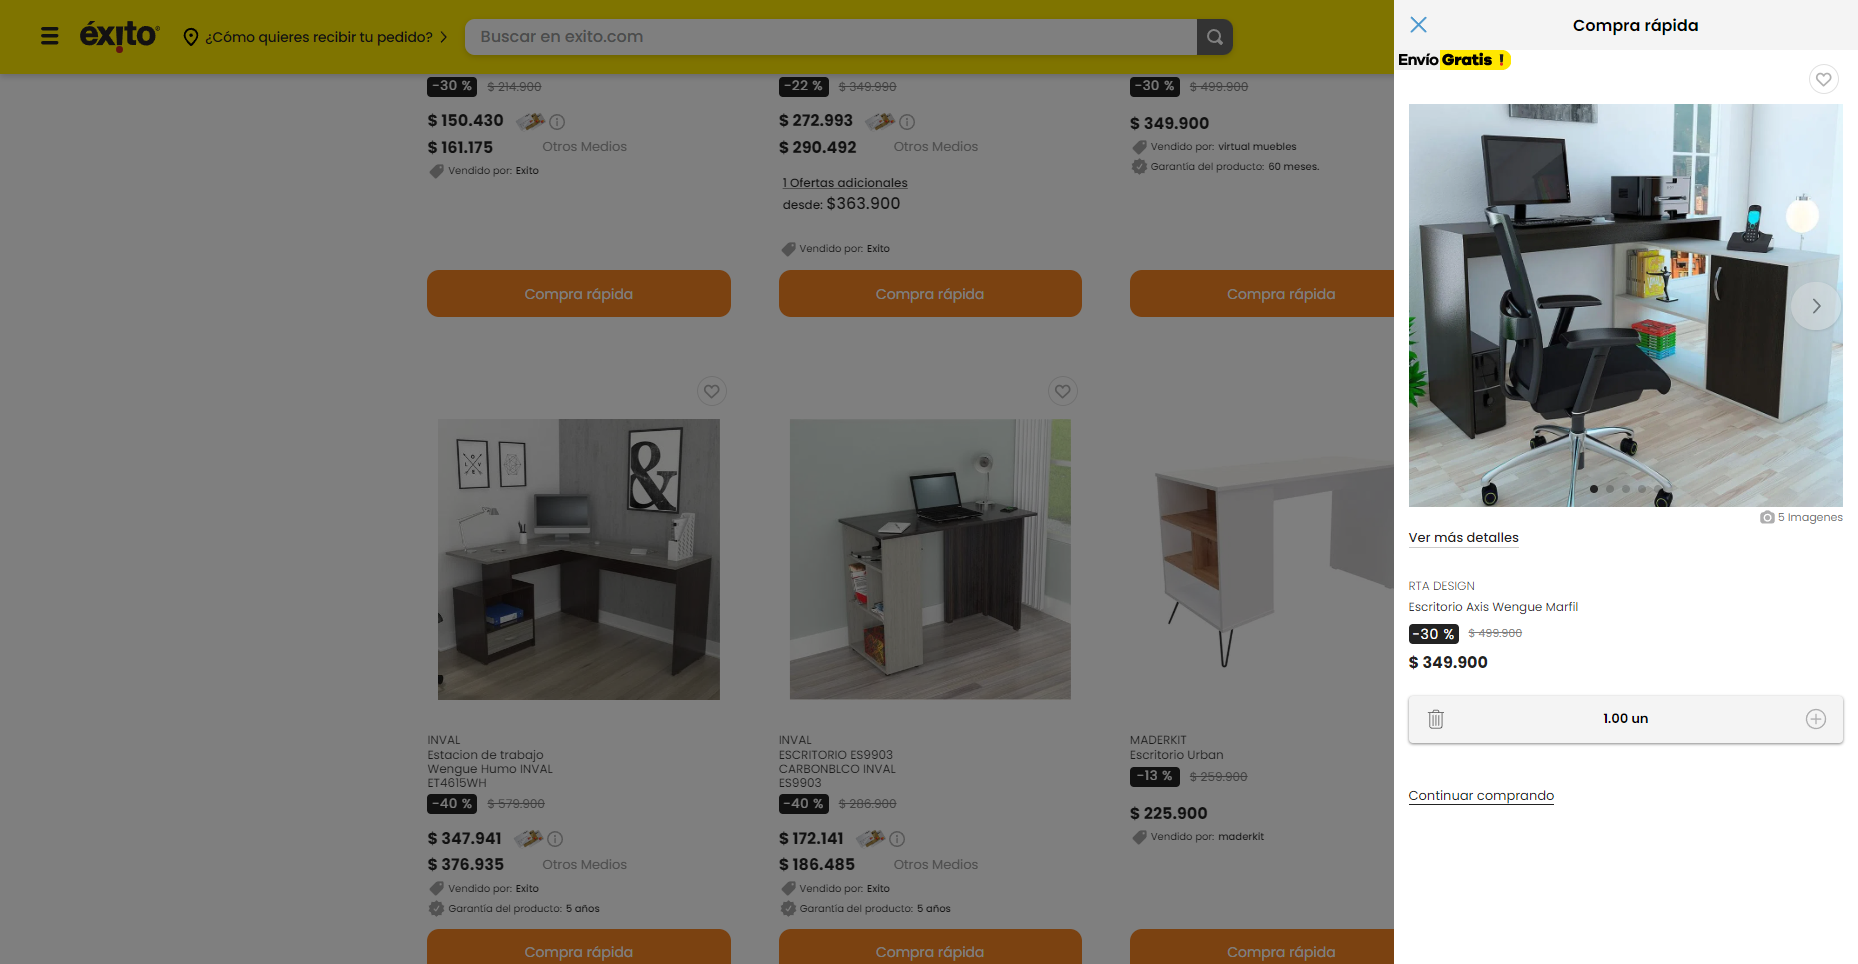 éxito
¿Cómo quieres recibir tu pedido?
Buscar en exito.com
-30 % $ 214.900
$ 150.430
$ 161.175 Otros Medios
Vendido por: Exito
Compra rápida
-22 % $ 349.990
$ 272.993
$ 290.492 Otros Medios
1 Ofertas adicionales
desde: $363.900
Vendido por: Exito
Compra rápida
-30 % $ 499.900
$ 349.900
Vendido por: virtual muebles
Garantía del producto: 60 meses.
Compra rápida
LOVE
&
INVAL
Estacion de trabajo
Wengue Humo INVAL
ET4615WH
-40 % $ 579.900
$ 347.941
$ 376.935 Otros Medios
Vendido por: Exito
Garantía del producto: 5 años
Compra rápida
INVAL
ESCRITORIO ES9903
CARBONBLCO INVAL
ES9903
-40 % $ 286.900
$ 172.141
$ 186.485 Otros Medios
Vendido por: Exito
Garantía del producto: 5 años
Compra rápida
MADERKIT
Escritorio Urban
-13 % $ 259.900
$ 225.900
Vendido por: maderkit
Compra rápida
Compra rápida
Envío Gratis !
5 Imagenes
Ver más detalles
RTA DESIGN
Escritorio Axis Wengue Marfil
-30 % $ 499.900
$ 349.900
1.00 un
Continuar comprando